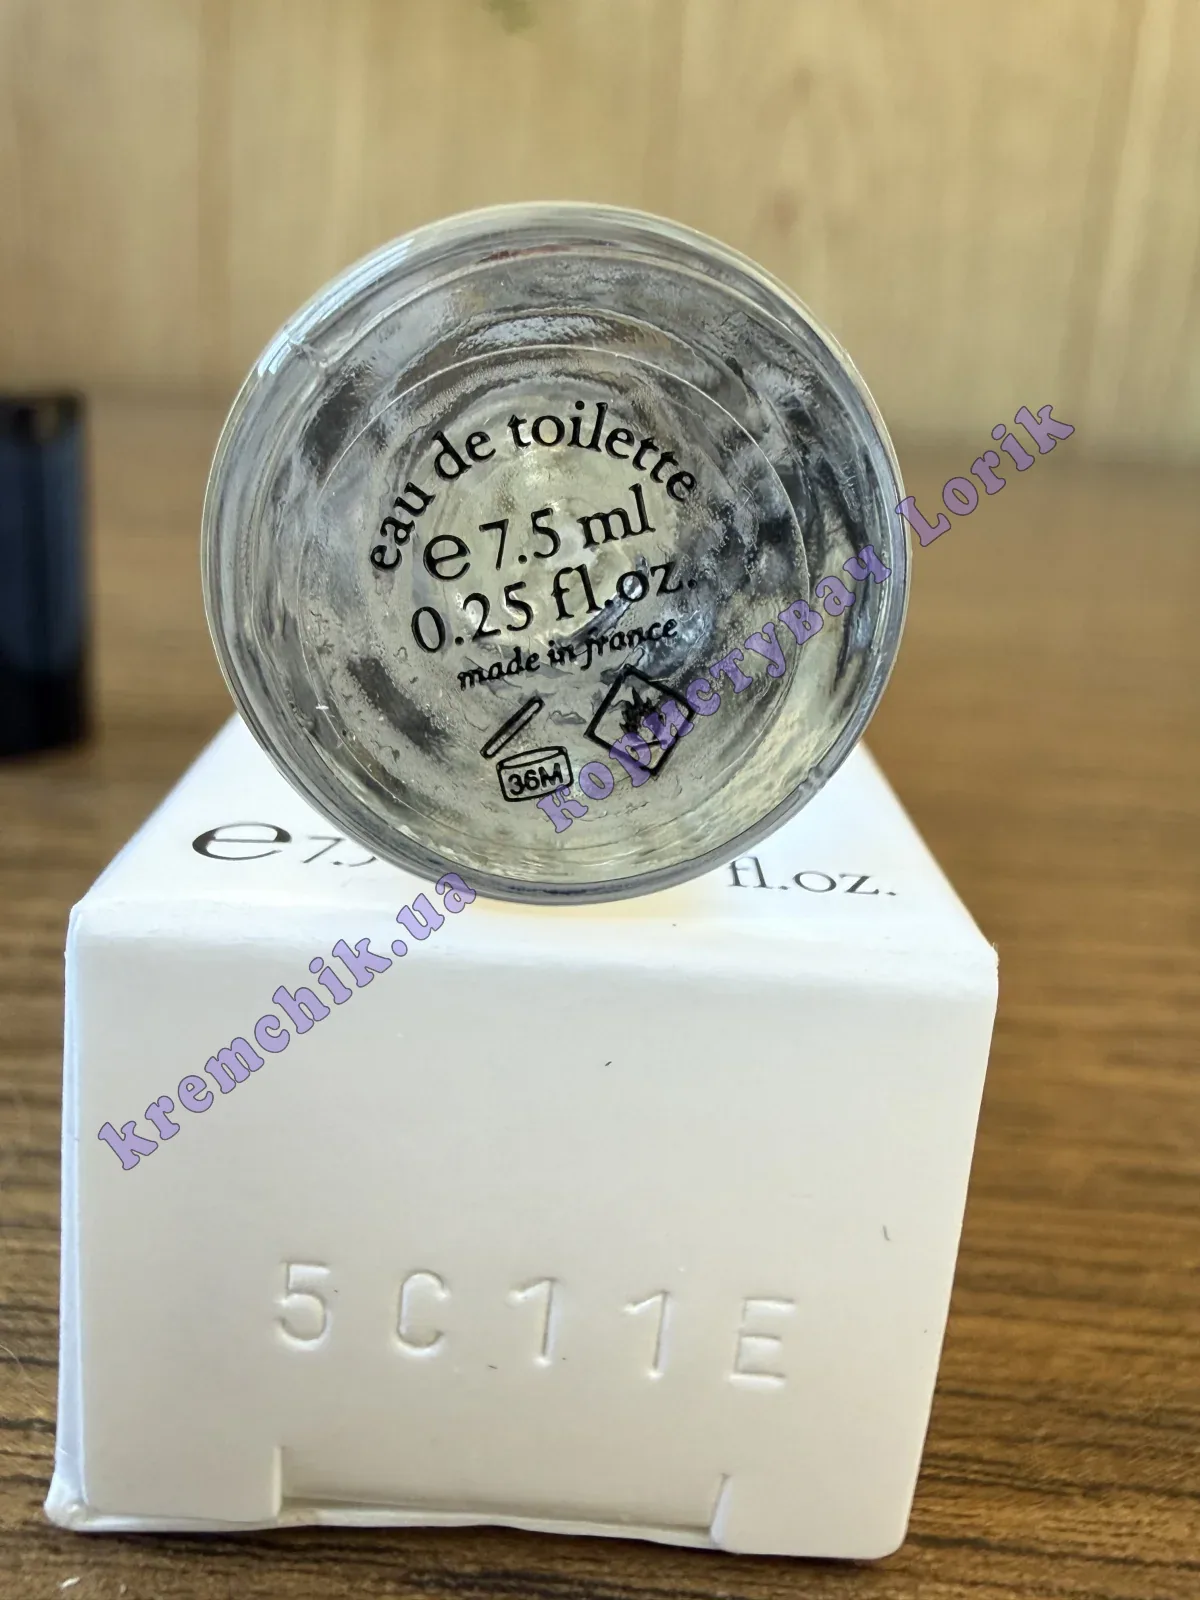 eau de toilette
e 7.5 ml
0.25 fl.oz.
made in france
36M
e 7.5
fl.oz.
kremchik.ua
користувач Lorik
5C11E